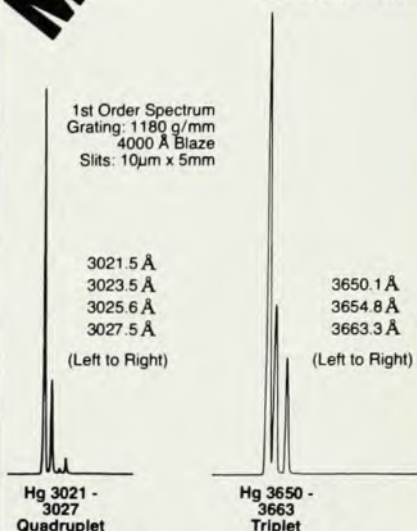 1st Order Spectrum
Grating: 1180 g/mm
4000 Å Blaze
Slits: 10µm x 5mm
3021.5 Å
3023.5 Å
3025.6 Å
3027.5 Å
(Left to Right)
3650.1 Å
3654.8 Å
3663.3 Å
(Left to Right)
Hg 3021 -
3027
Quadruplet
Hg 3650 -
3663
Triplet